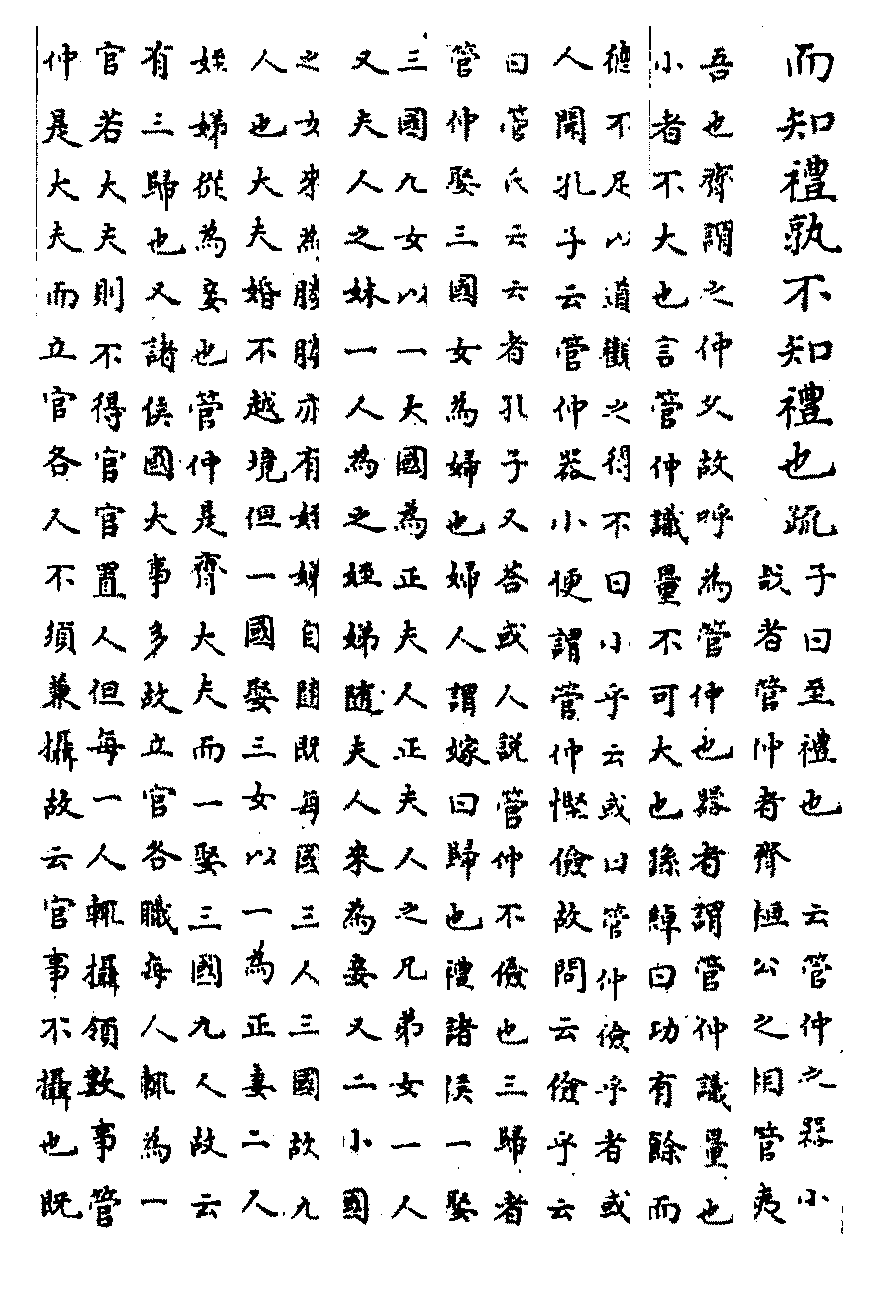 而知禮孰不知禮也疏子曰至禮也　云管仲之器小
哉者管仲者齊桓公之相管夷
吾也齊謂之仲父故呼為管仲也器者謂管仲識量也
小者不大也言管仲識量不可大也孫綽曰功有餘而
德不足以道觀之得不曰小乎云或曰管仲儉乎者或
人聞孔子云管仲器小便謂管仲慳儉故問云儉乎云
曰管氏云云者孔子又答或人說管仲不儉也三歸者
管仲娶三國女為婦也婦人謂嫁曰歸也禮諸侯一娶
三國九女以一大國為正夫人正夫人之兄弟女一人
又夫人之妹一人為之姪娣隨夫人來為妾又二小國
之女來為媵媵亦有姪娣自隨既每國三人三國故九
人也大夫婚不越境但一國娶三女以一為正妻二人
姪娣從為妾也管仲是齊大夫而一娶三國九人故云
有三歸也又諸侯國大事多故立官各職每人輒為一
官若大夫則不得官官置人但每一人輒攝領數事管
仲是大夫而立官各人不須兼攝故云官事不攝也既